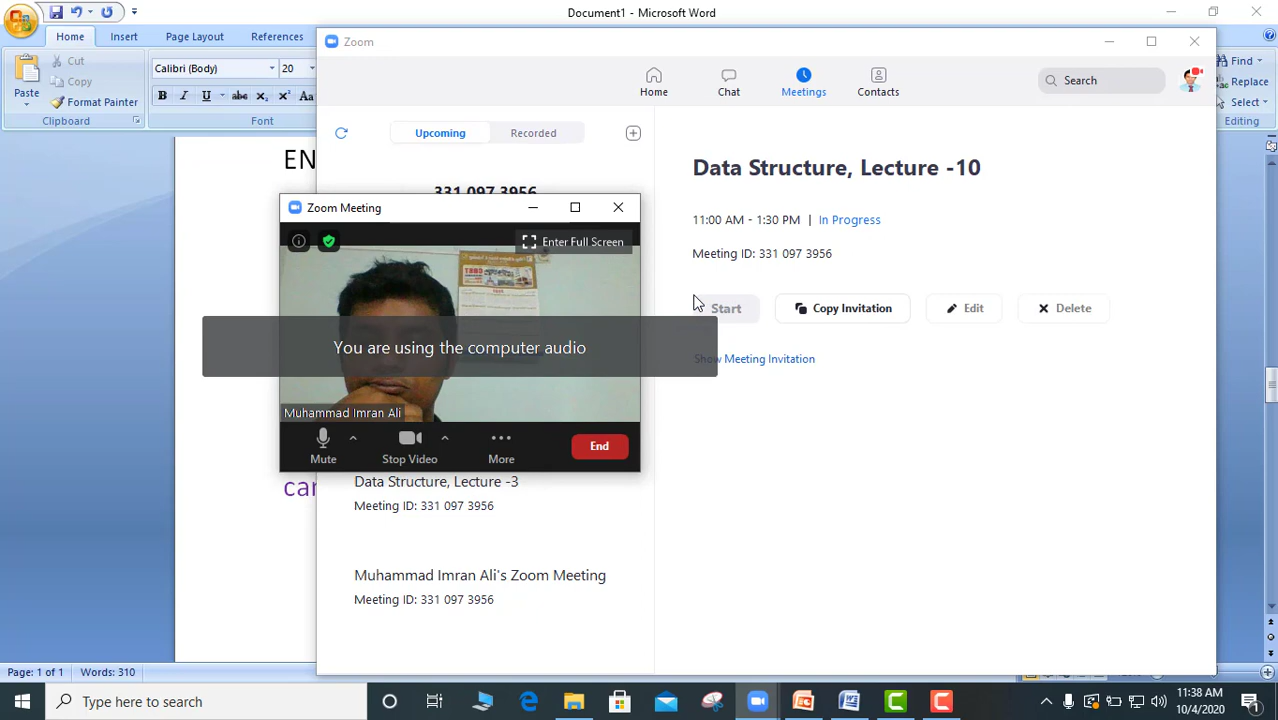 Document1 - Microsoft Word
Home Insert Page Layout References
Paste
Cut
Copy
Format Painter
Clipboard
Calibri (Body) 20
B I U abc x₂ x² Aa
Font
Find
Replace
Select
Editing
Zoom
Home Chat Meetings Contacts
Search
Upcoming Recorded
331 097 3956
Data Structure, Lecture -10
11:00 AM - 1:30 PM | In Progress
Meeting ID: 331 097 3956
Start Copy Invitation Edit Delete
Show Meeting Invitation
EN
Zoom Meeting
Enter Full Screen
You are using the computer audio
Muhammad Imran Ali
Mute Stop Video More End
Data Structure, Lecture -3
Meeting ID: 331 097 3956
car
Muhammad Imran Ali's Zoom Meeting
Meeting ID: 331 097 3956
Page: 1 of 1 Words: 310
Type here to search
11:38 AM
10/4/2020
1